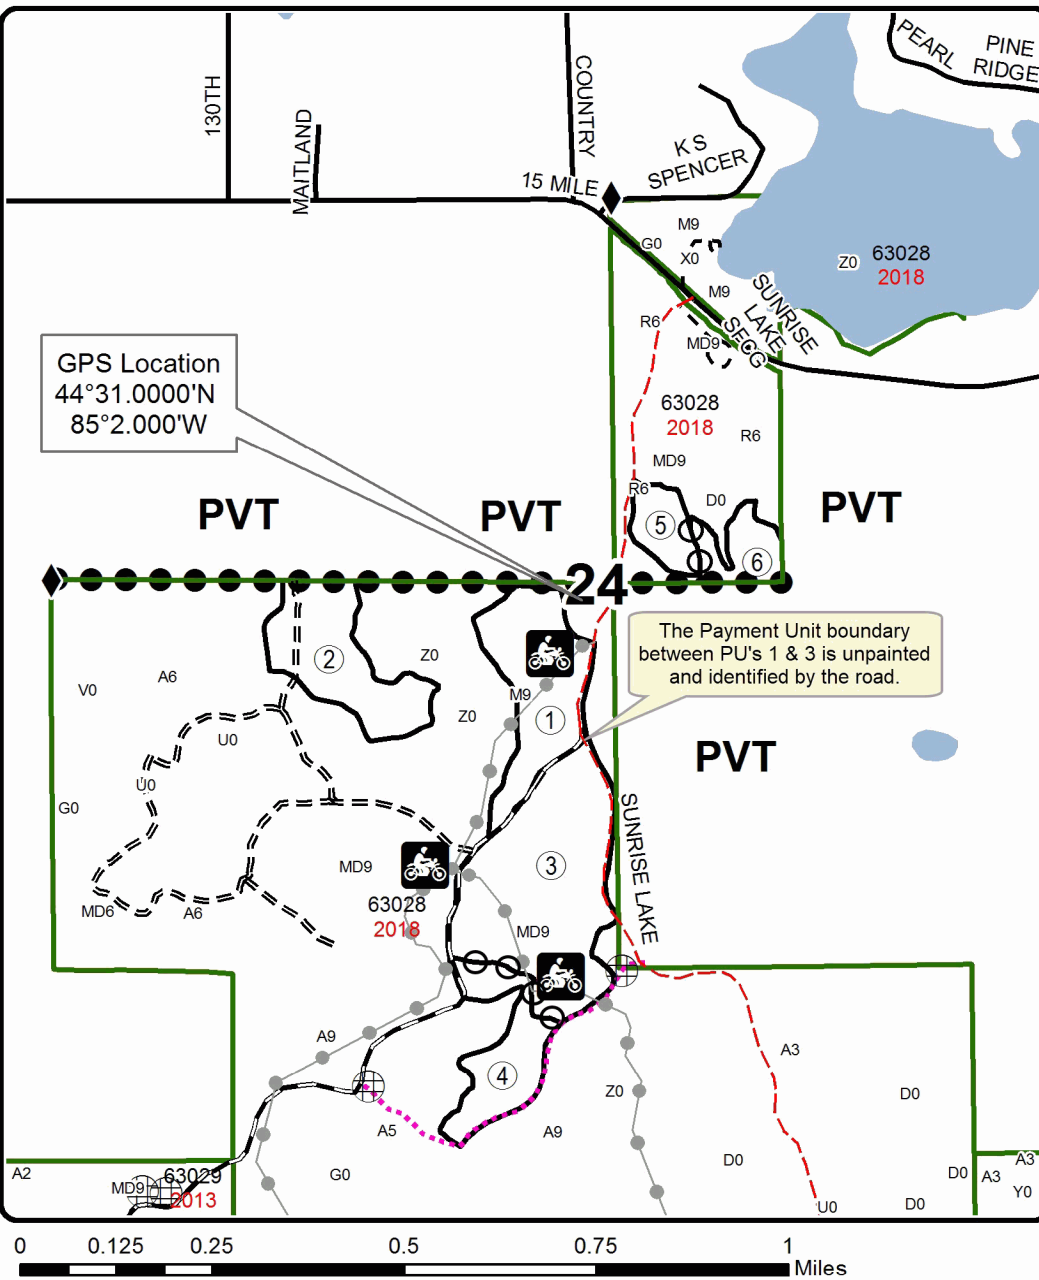 PEARL
PINE
RIDGE
130TH
MAITLAND
COUNTRY
K S
SPENCER
15 MILE
M9
G0
X0
Z0
63028
2018
M9
SUNRISE
LAKE
SECG
R6
MD9
GPS Location
44°31.0000'N
85°2.000'W
63028
2018
R6
MD9
R6
D0
PVT
PVT
PVT
5
6
24
The Payment Unit boundary
between PU's 1 & 3 is unpainted
and identified by the road.
2
Z0
A6
V0
M9
Z0
1
U0
PVT
U0
G0
SUNRISE LAKE
3
MD9
63028
2018
MD6
A6
MD9
A9
A3
4
Z0
D0
A5
A9
G0
D0
A2
63029
MD9
2013
D0
A3
A3
Y0
U0
D0
0
0.125
0.25
0.5
0.75
1
Miles